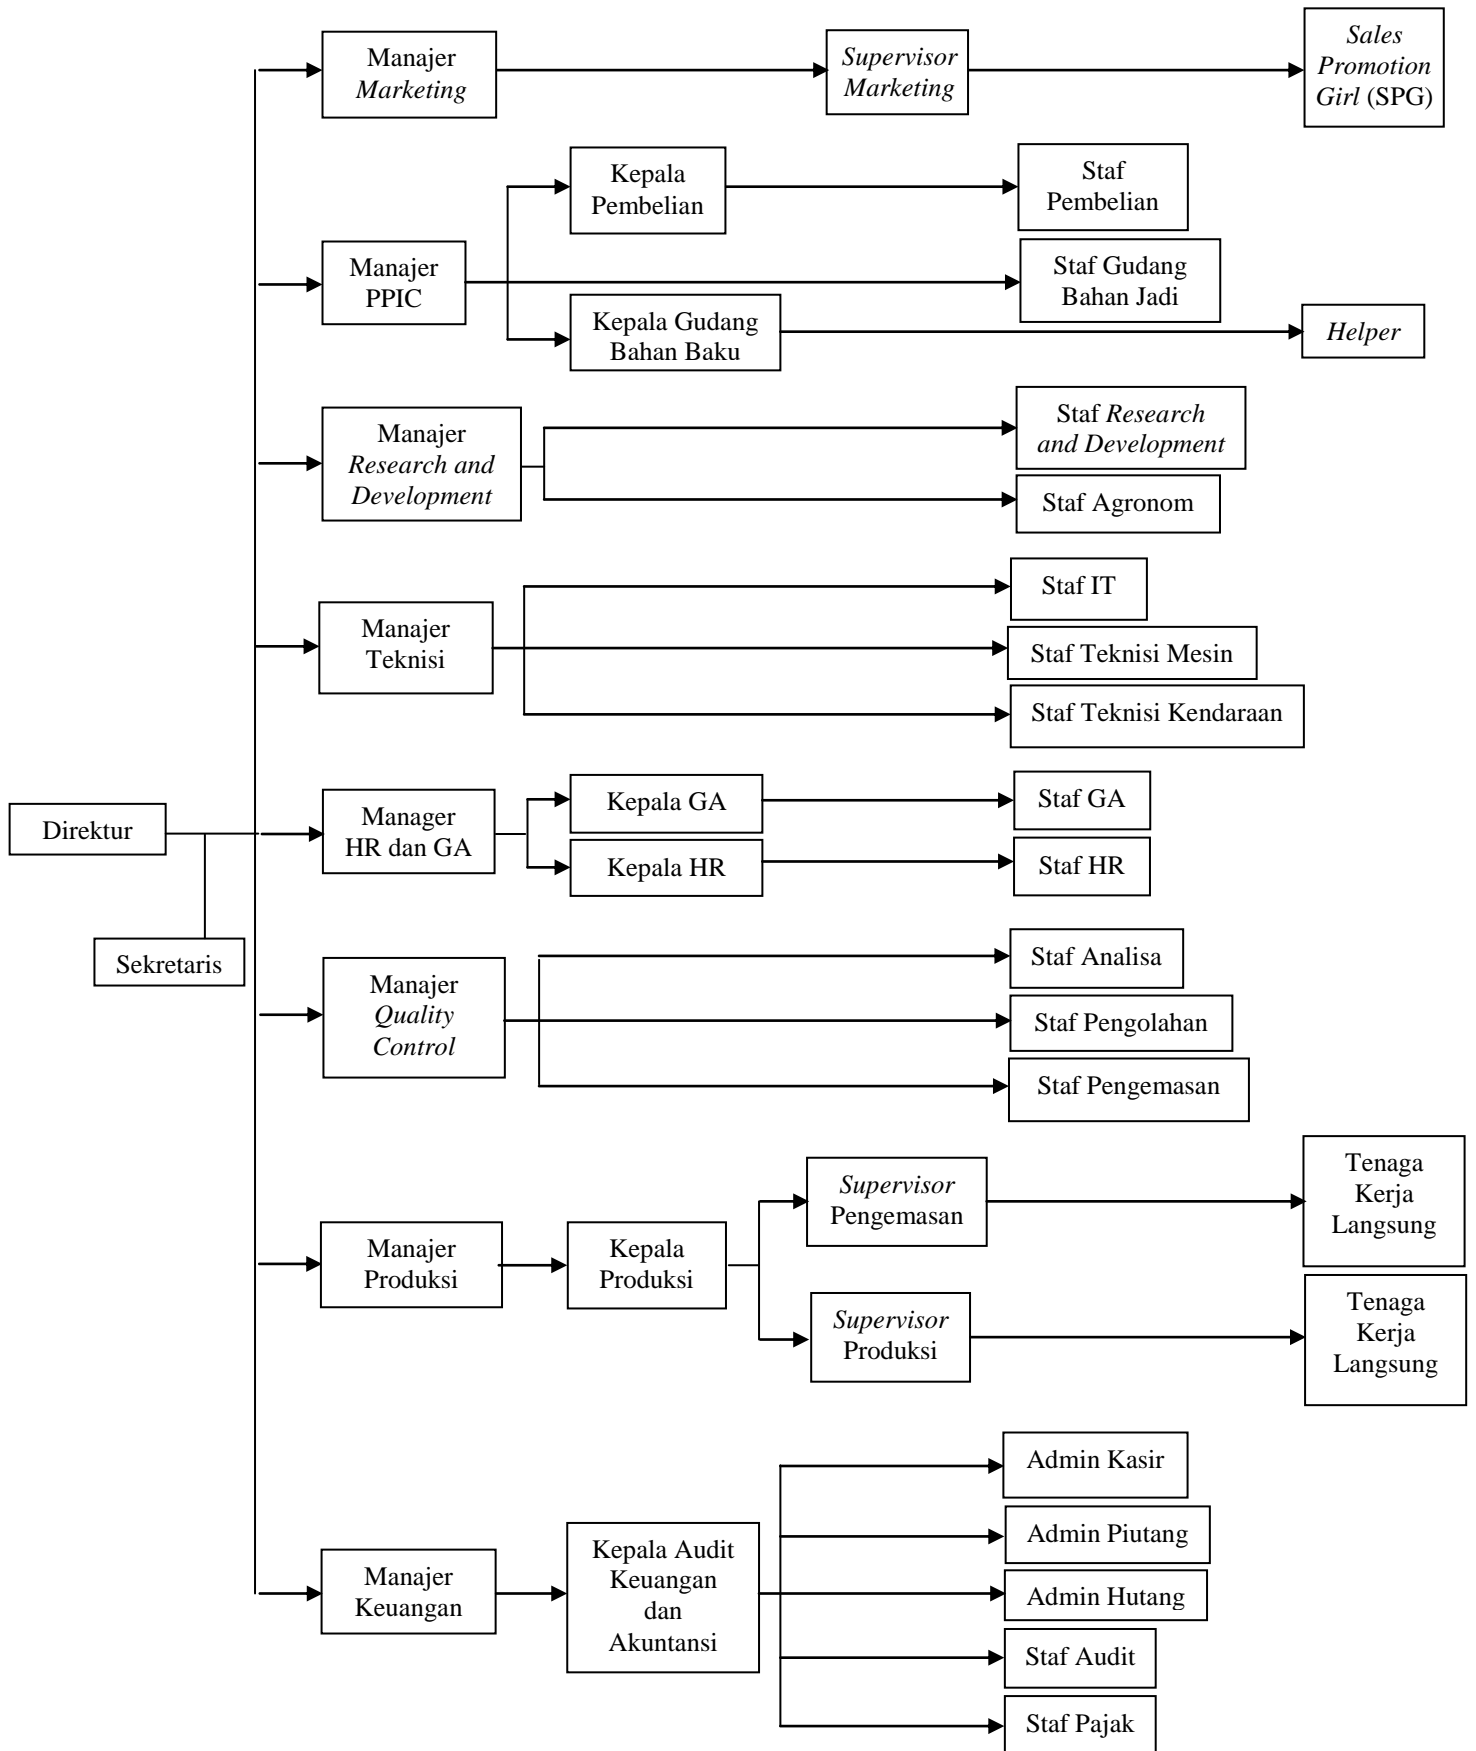 Manajer
Marketing
Supervisor
Marketing
Sales
Promotion
Girl (SPG)
Kepala
Pembelian
Staf
Pembelian
Manajer
PPIC
Staf Gudang
Bahan Jadi
Kepala Gudang
Bahan Baku
Helper
Manajer
Research and
Development
Staf Research
and Development
Staf Agronom
Manajer
Teknisi
Staf IT
Staf Teknisi Mesin
Staf Teknisi Kendaraan
Direktur
Sekretaris
Manager
HR dan GA
Kepala GA
Staf GA
Kepala HR
Staf HR
Manajer
Quality
Control
Staf Analisa
Staf Pengolahan
Staf Pengemasan
Manajer
Produksi
Kepala
Produksi
Supervisor
Pengemasan
Tenaga
Kerja
Langsung
Supervisor
Produksi
Tenaga
Kerja
Langsung
Manajer
Keuangan
Kepala Audit
Keuangan
dan
Akuntansi
Admin Kasir
Admin Piutang
Admin Hutang
Staf Audit
Staf Pajak